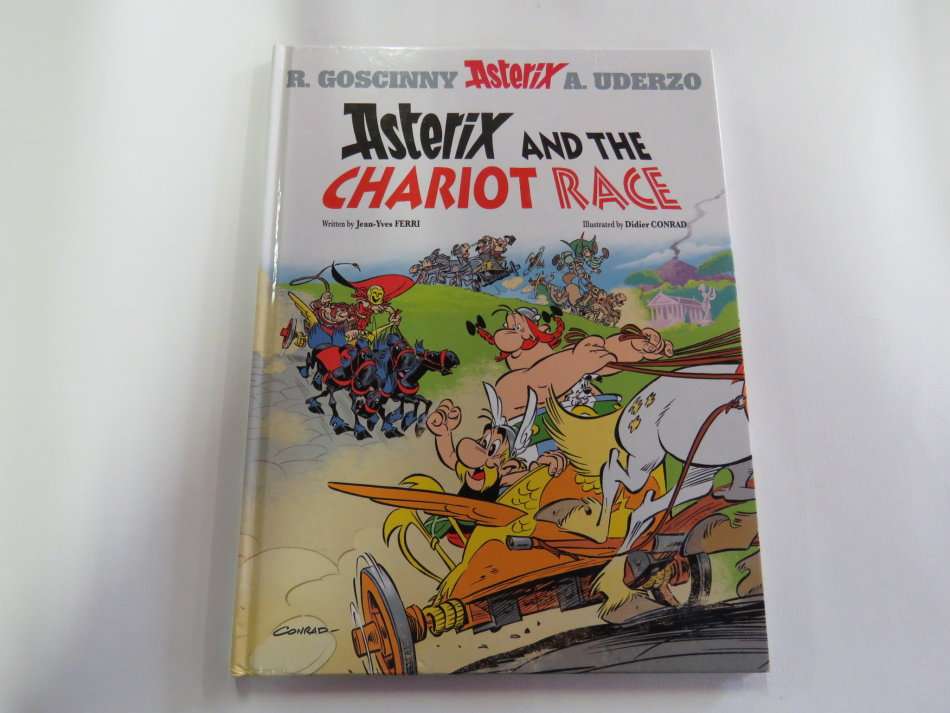 R. GOSCINNY Asterix A. UDERZO
Asterix AND THE
CHARIOT RACE
Written by Jean-Yves FERRI Illustrated by Didier CONRAD
CONRAD